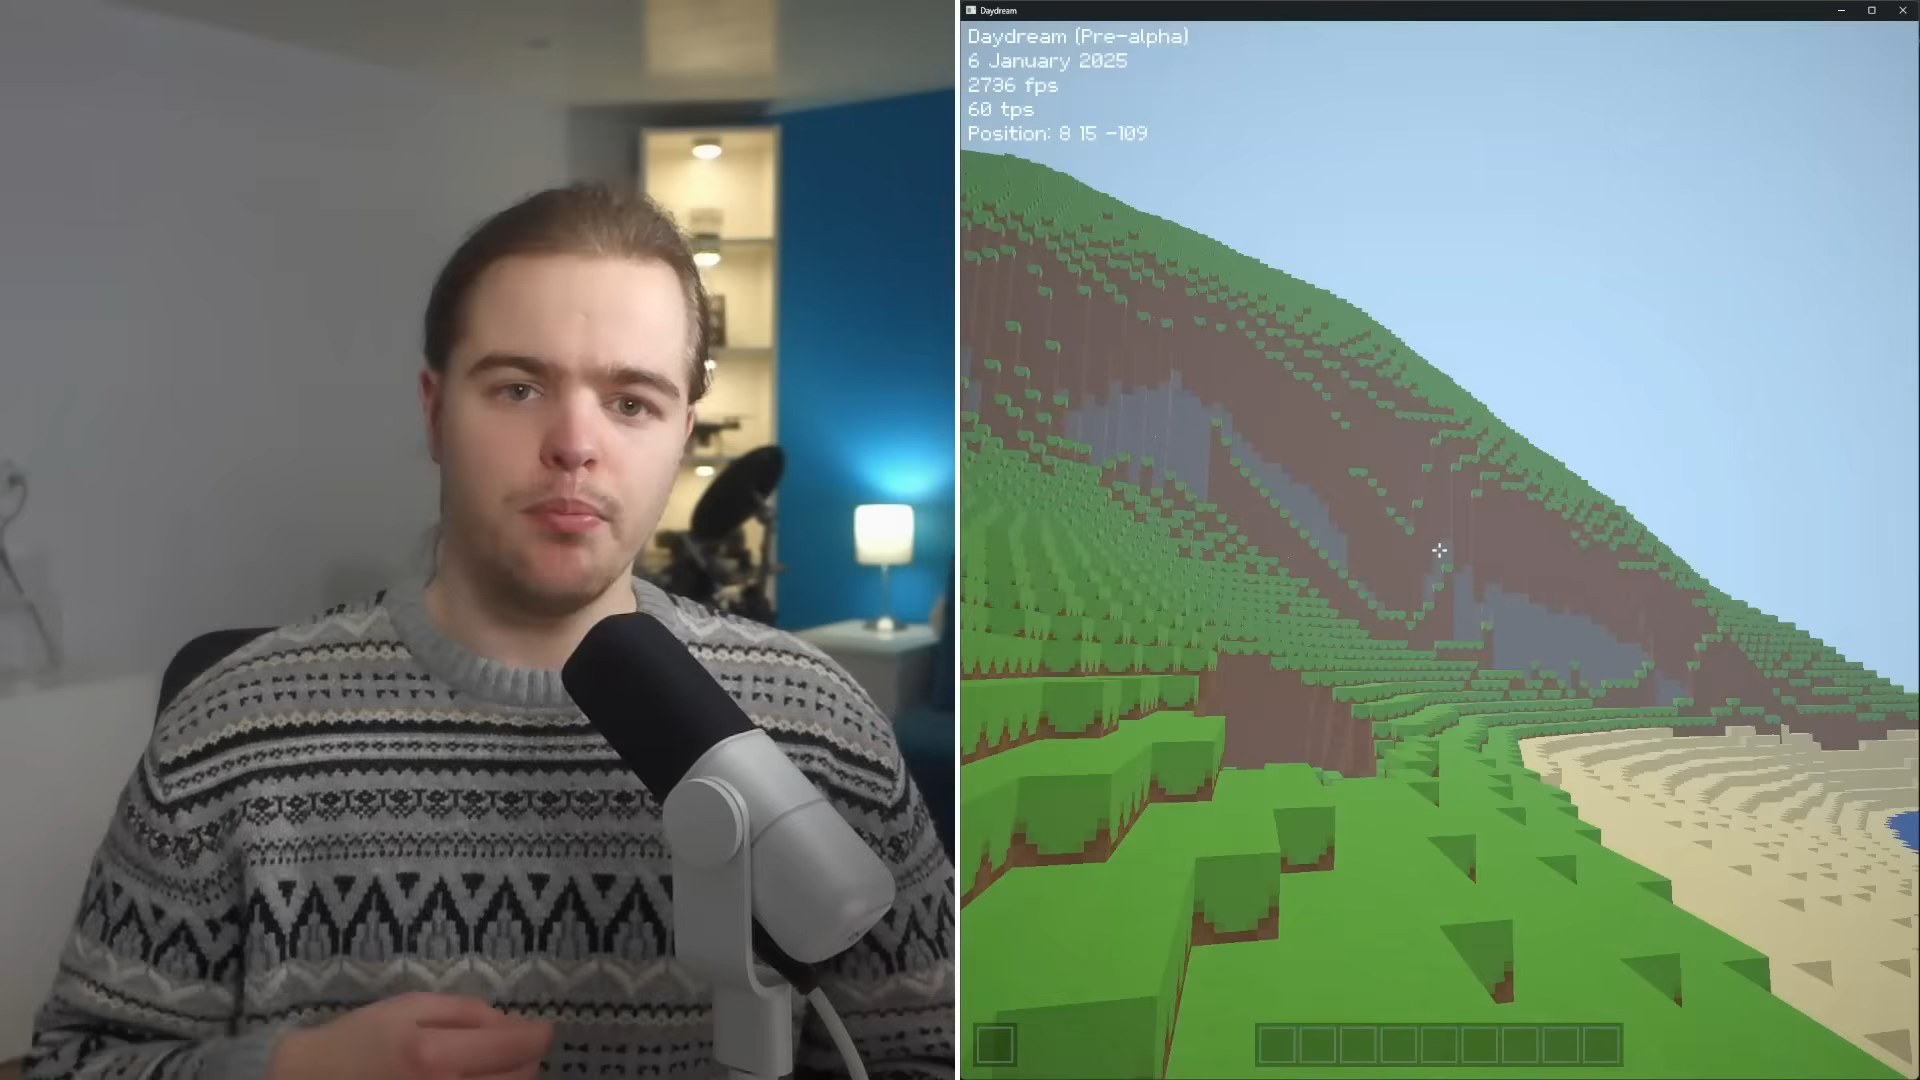 Daydream
Daydream (Pre-alpha)
6 January 2025
2736 fps
60 tps
Position: 8 15 -109